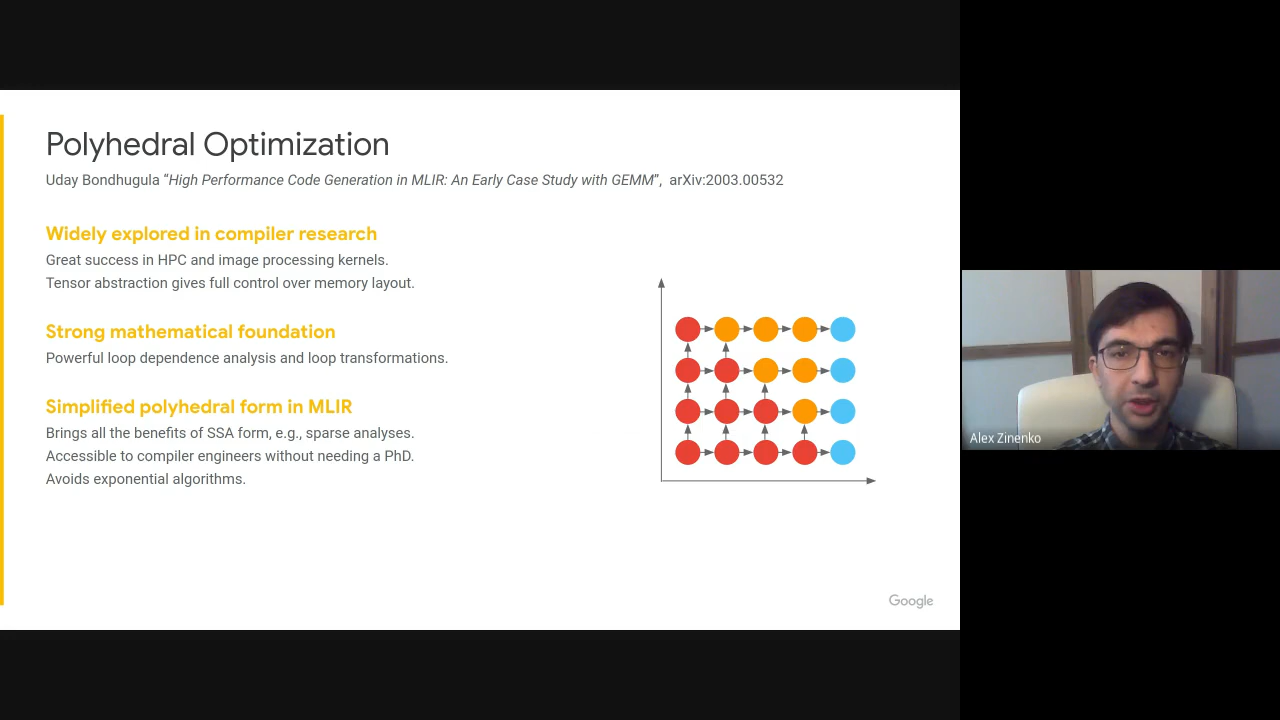 Polyhedral Optimization
Uday Bondhugula “High Performance Code Generation in MLIR: An Early Case Study with GEMM”, arXiv:2003.00532
Widely explored in compiler research
Great success in HPC and image processing kernels.
Tensor abstraction gives full control over memory layout.
Strong mathematical foundation
Powerful loop dependence analysis and loop transformations.
Simplified polyhedral form in MLIR
Brings all the benefits of SSA form, e.g., sparse analyses.
Accessible to compiler engineers without needing a PhD.
Avoids exponential algorithms.
Google
Alex Zinenko